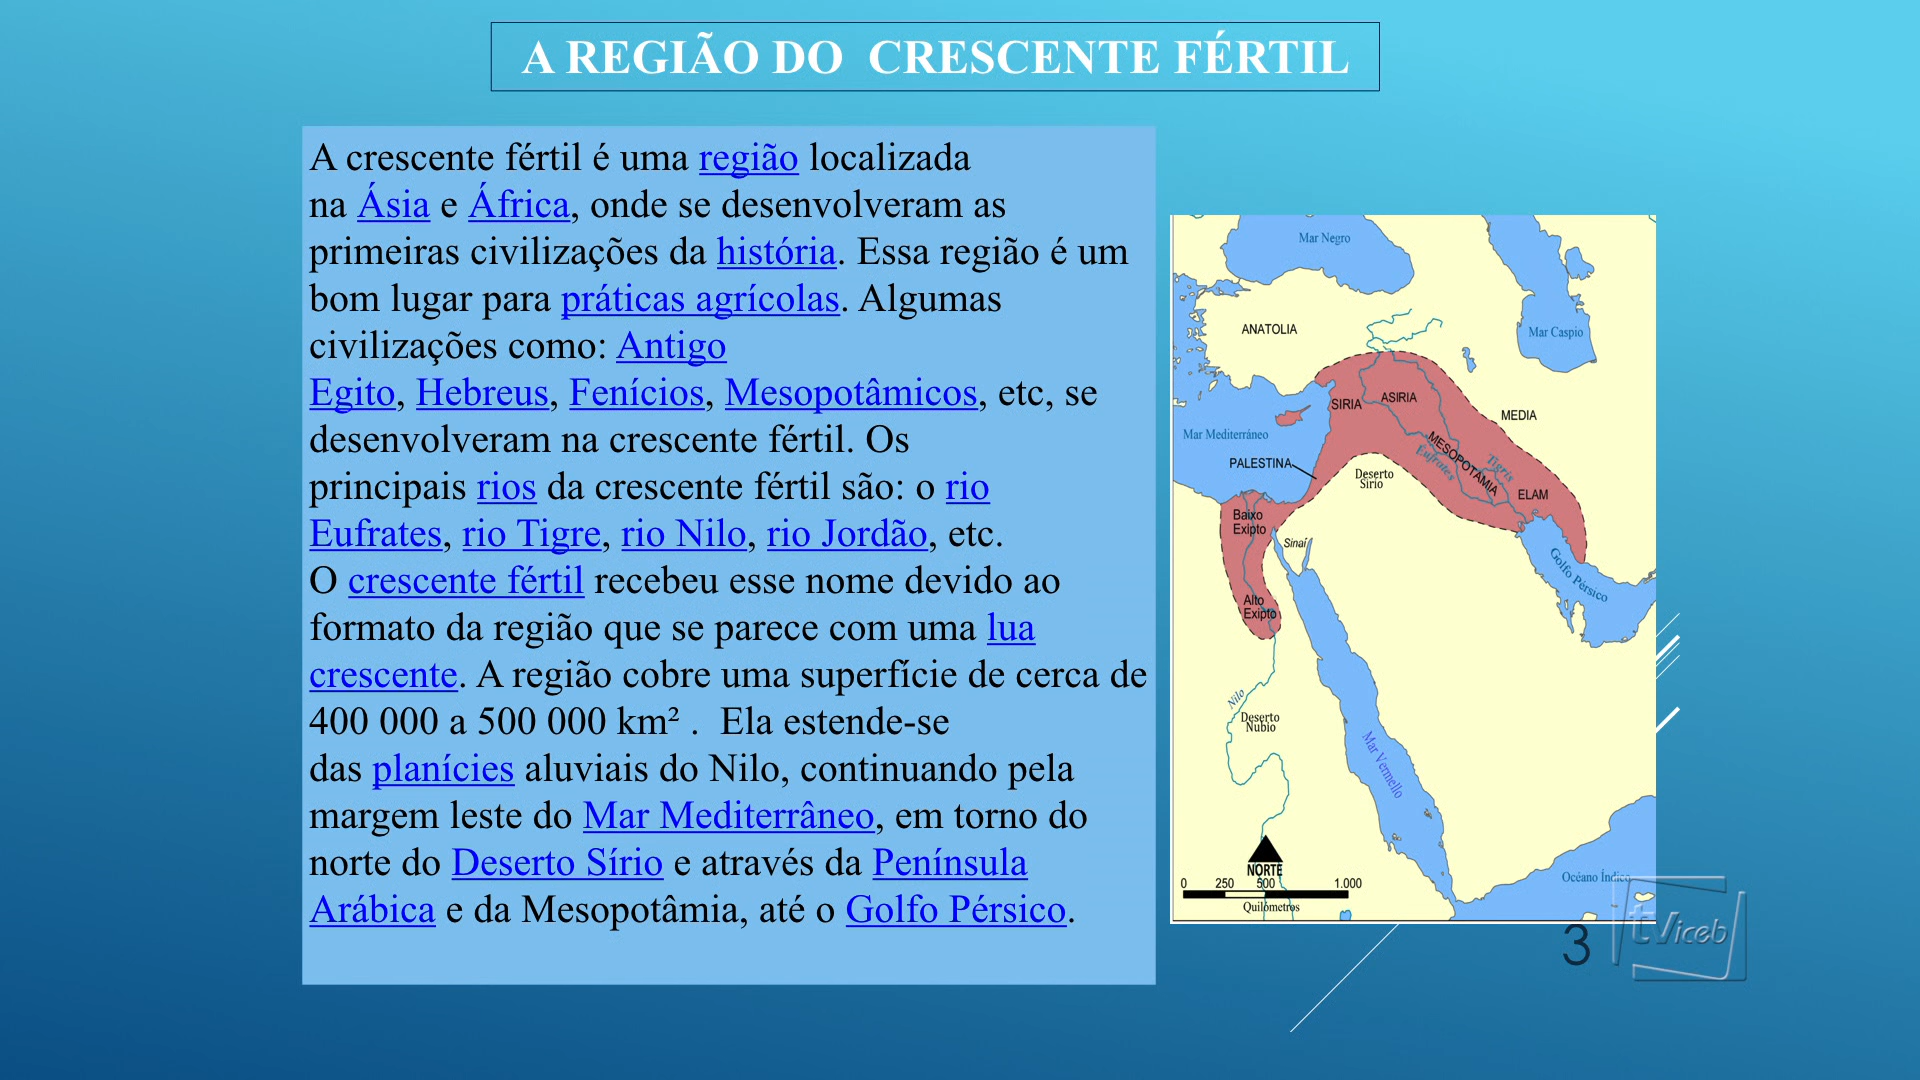 A REGIÃO DO  CRESCENTE FÉRTIL
A crescente fértil é uma região localizada
na Ásia e África, onde se desenvolveram as
primeiras civilizações da história. Essa região é um
bom lugar para práticas agrícolas. Algumas
civilizações como: Antigo
Egito, Hebreus, Fenícios, Mesopotâmicos, etc, se
desenvolveram na crescente fértil. Os
principais rios da crescente fértil são: o rio
Eufrates, rio Tigre, rio Nilo, rio Jordão, etc.
O crescente fértil recebeu esse nome devido ao
formato da região que se parece com uma lua
crescente. A região cobre uma superfície de cerca de
400 000 a 500 000 km² .  Ela estende-se
das planícies aluviais do Nilo, continuando pela
margem leste do Mar Mediterrâneo, em torno do
norte do Deserto Sírio e através da Península
Arábica e da Mesopotâmia, até o Golfo Pérsico.
Mar Negro
Mar Caspio
ANATOLIA
SIRIA
ASIRIA
MEDIA
Mar Mediterráneo
MESOPOTAMIA
Éufrates
Tigris
PALESTINA
Deserto
Sirio
ELAM
Baixo
Exipto
Sinaí
Golfo Pérsico
Alto
Exipto
Nilo
Deserto
Nubio
Mar Vermello
NORTE
0 250 500 1.000
Quilómetros
Océano Índico
3
tViceb